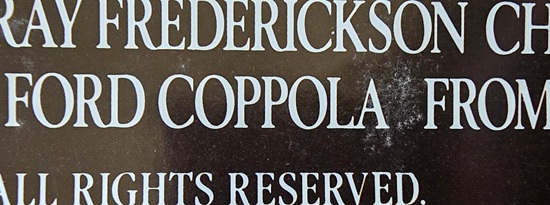 RAY FREDERICKSON CH
FORD COPPOLA FROM
ALL RIGHTS RESERVED.